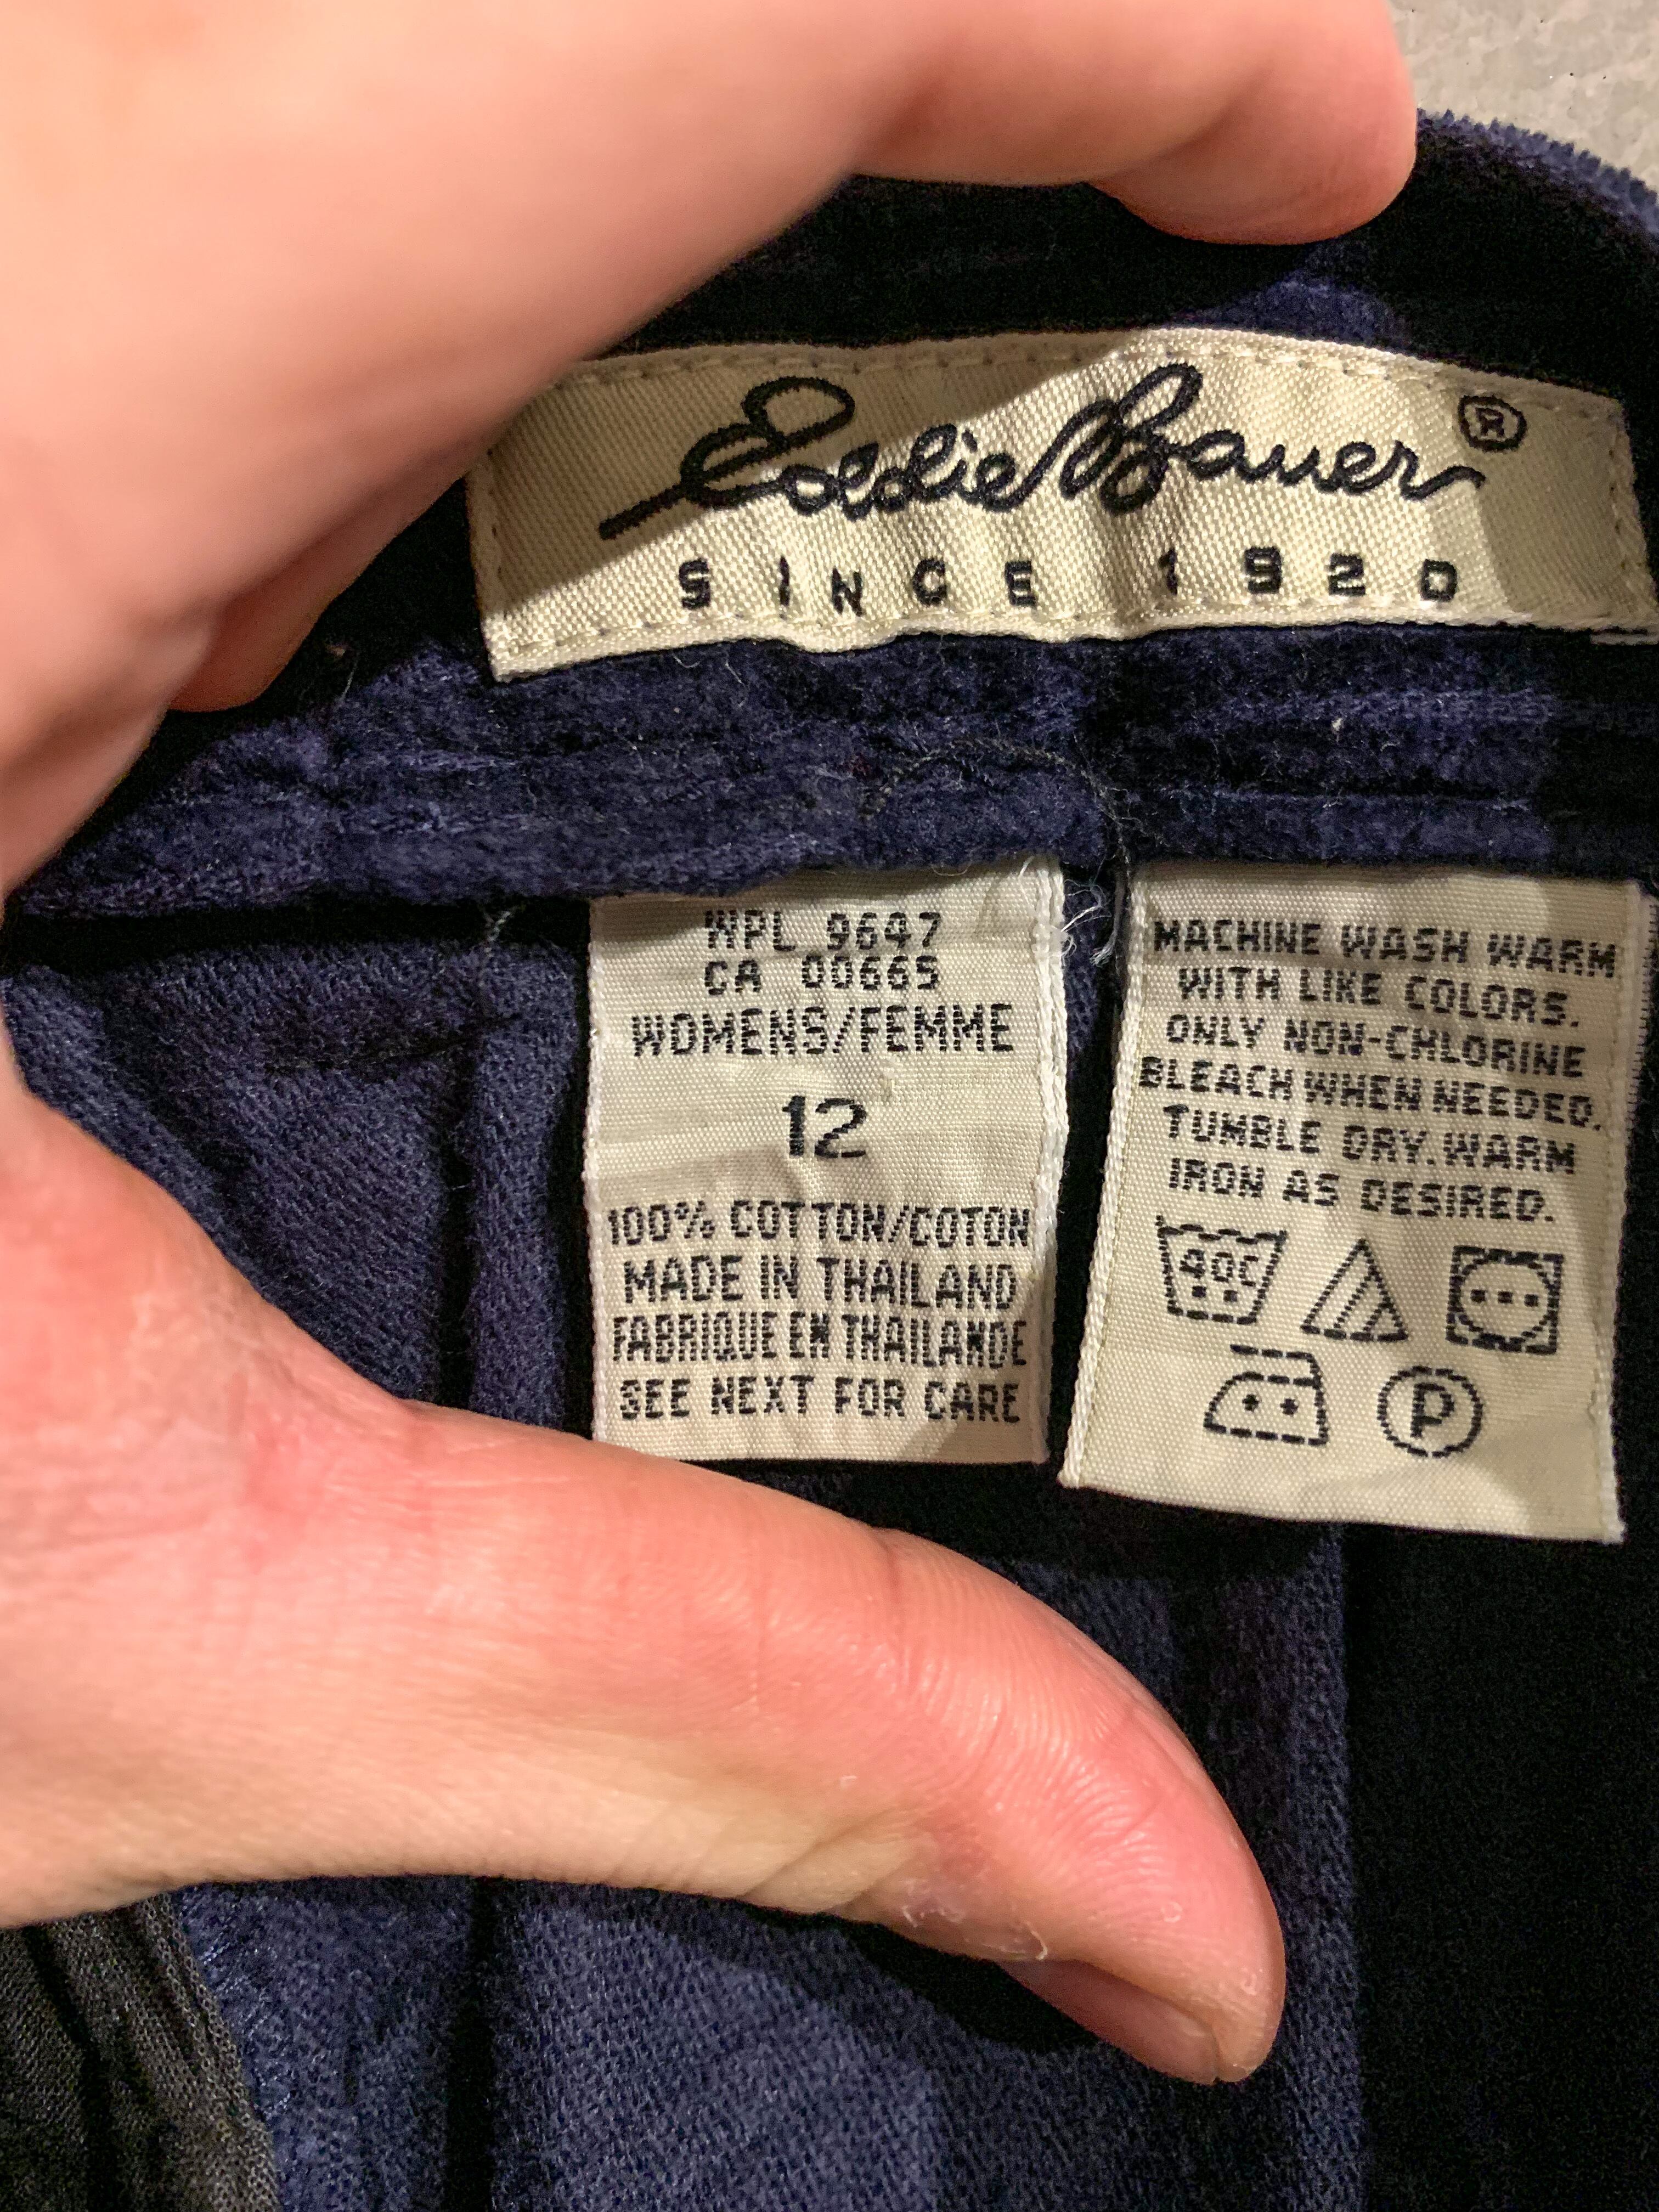 Eddie Bauer ®
SINCE 1920
WPL 9647
CA 00665
WOMENS/FEMME
12
100% COTTON/COTON
MADE IN THAILAND
FABRIQUE EN THAILANDE
SEE NEXT FOR CARE
MACHINE WASH WARM
WITH LIKE COLORS.
ONLY NON-CHLORINE
BLEACH WHEN NEEDED.
TUMBLE DRY. WARM
IRON AS DESIRED.
40C
P